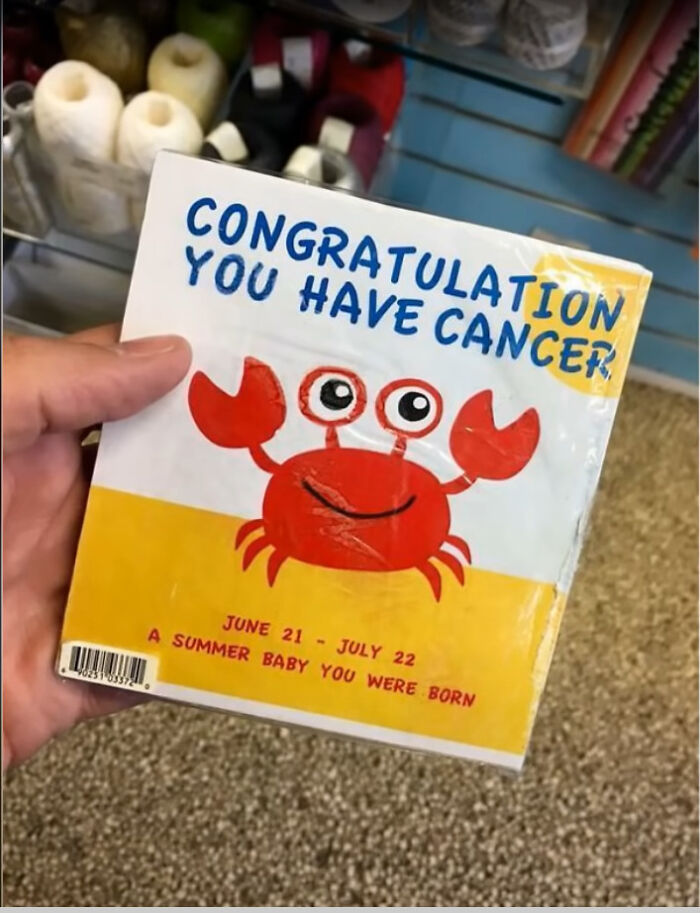 CONGRATULATION
YOU HAVE CANCER
JUNE 21 - JULY 22
A SUMMER BABY YOU WERE BORN